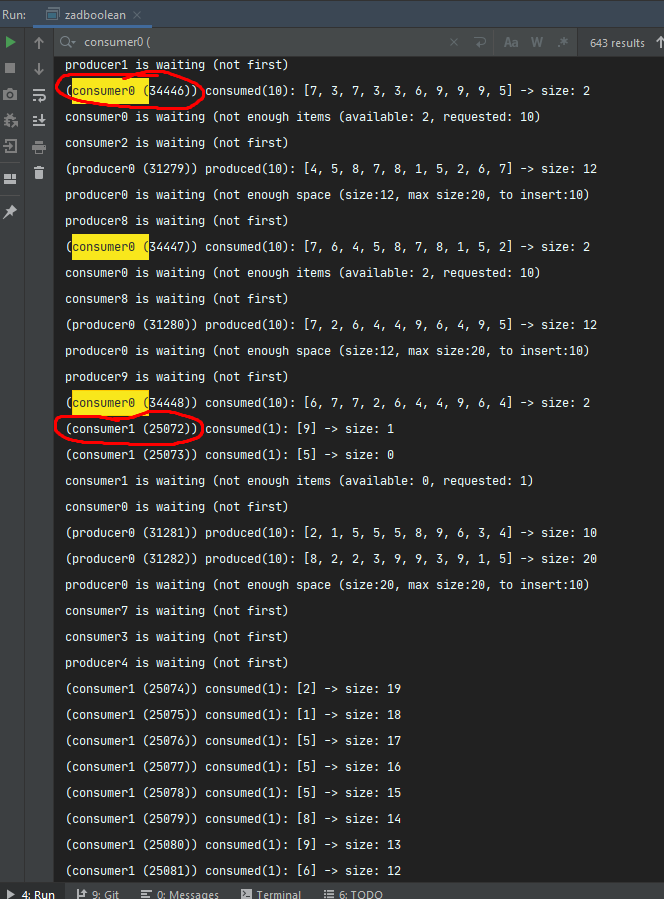 Run: zadboolean
consumer0 ( Aa W .* 643 results
producer1 is waiting (not first)
(consumer0 (34446)) consumed(10): [7, 3, 7, 3, 3, 6, 9, 9, 9, 5] -> size: 2
consumer0 is waiting (not enough items (available: 2, requested: 10)
consumer2 is waiting (not first)
(producer0 (31279)) produced(10): [4, 5, 8, 7, 8, 1, 5, 2, 6, 7] -> size: 12
producer0 is waiting (not enough space (size:12, max size:20, to insert:10)
producer8 is waiting (not first)
(consumer0 (34447)) consumed(10): [7, 6, 4, 5, 8, 7, 8, 1, 5, 2] -> size: 2
consumer0 is waiting (not enough items (available: 2, requested: 10)
consumer8 is waiting (not first)
(producer0 (31280)) produced(10): [7, 2, 6, 4, 4, 9, 6, 4, 9, 5] -> size: 12
producer0 is waiting (not enough space (size:12, max size:20, to insert:10)
producer9 is waiting (not first)
(consumer0 (34448)) consumed(10): [6, 7, 7, 2, 6, 4, 4, 9, 6, 4] -> size: 2
(consumer1 (25072)) consumed(1): [9] -> size: 1
(consumer1 (25073)) consumed(1): [5] -> size: 0
consumer1 is waiting (not enough items (available: 0, requested: 1)
consumer0 is waiting (not first)
(producer0 (31281)) produced(10): [2, 1, 5, 5, 5, 8, 9, 6, 3, 4] -> size: 10
(producer0 (31282)) produced(10): [8, 2, 2, 3, 9, 9, 3, 9, 1, 5] -> size: 20
producer0 is waiting (not enough space (size:20, max size:20, to insert:10)
consumer7 is waiting (not first)
consumer3 is waiting (not first)
producer4 is waiting (not first)
(consumer1 (25074)) consumed(1): [2] -> size: 19
(consumer1 (25075)) consumed(1): [1] -> size: 18
(consumer1 (25076)) consumed(1): [5] -> size: 17
(consumer1 (25077)) consumed(1): [5] -> size: 16
(consumer1 (25078)) consumed(1): [5] -> size: 15
(consumer1 (25079)) consumed(1): [8] -> size: 14
(consumer1 (25080)) consumed(1): [9] -> size: 13
(consumer1 (25081)) consumed(1): [6] -> size: 12
4: Run 9: Git 0: Messages Terminal 6: TODO